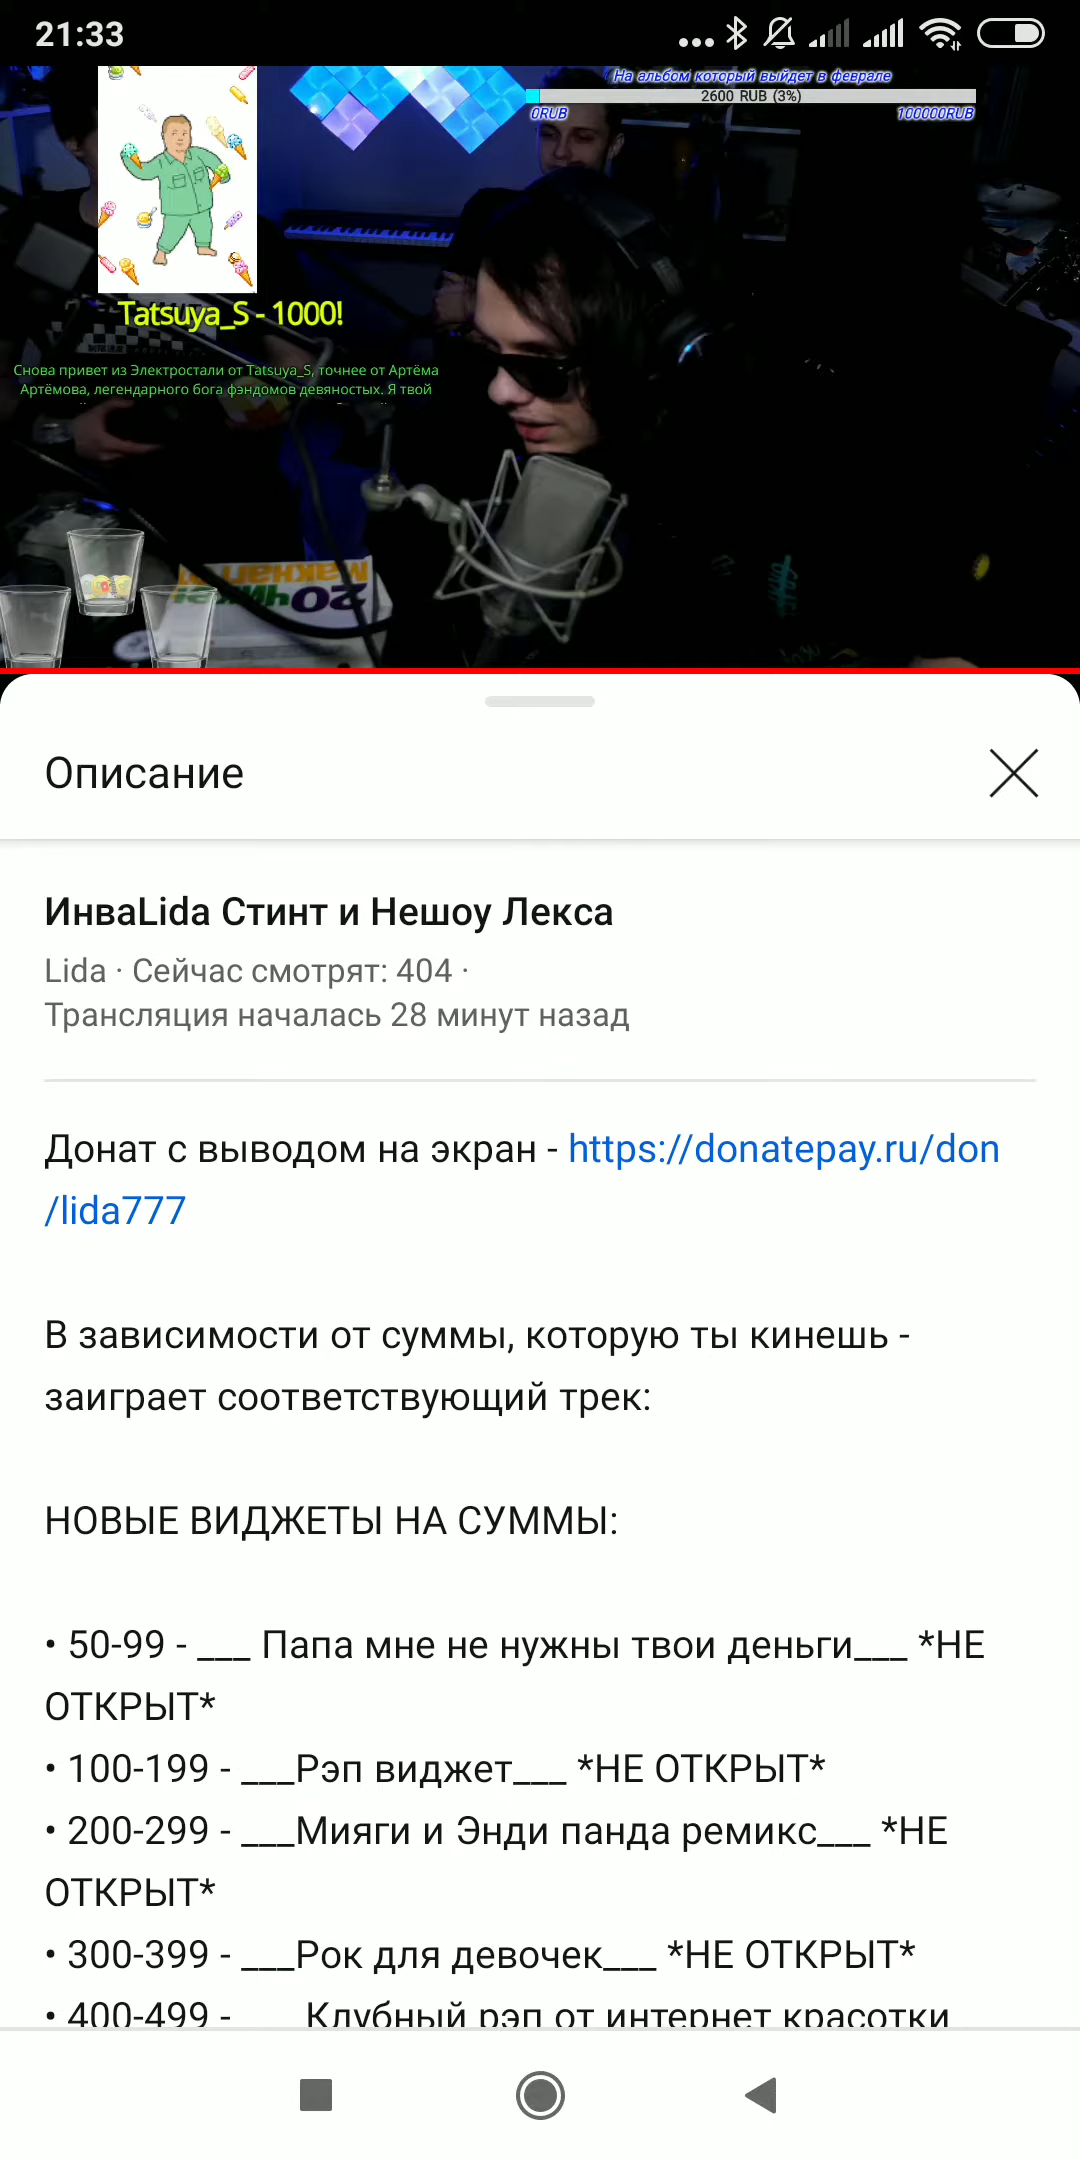 21:33
На альбом который выйдет в феврале
2600 RUB (3%)
0RUB
100000RUB
Tatsuya_S - 1000!
Снова привет из Электростали от Tatsuya_S, точнее от Артёма
Артёмова, легендарного бога фэндомов девяностых. Я твой
Описание
ИнваLida Стинт и Нешоу Лекса
Lida · Сейчас смотрят: 404 ·
Трансляция началась 28 минут назад
Донат с выводом на экран - https://donatepay.ru/don
/lida777
В зависимости от суммы, которую ты кинешь -
заиграет соответствующий трек:
НОВЫЕ ВИДЖЕТЫ НА СУММЫ:
• 50-99 - ___ Папа мне не нужны твои деньги___ *НЕ
ОТКРЫТ*
• 100-199 - ___Рэп виджет___ *НЕ ОТКРЫТ*
• 200-299 - ___Мияги и Энди панда ремикс___ *НЕ
ОТКРЫТ*
• 300-399 - ___Рок для девочек___ *НЕ ОТКРЫТ*
• 400-499 - Клубный рэп от интернет красотки